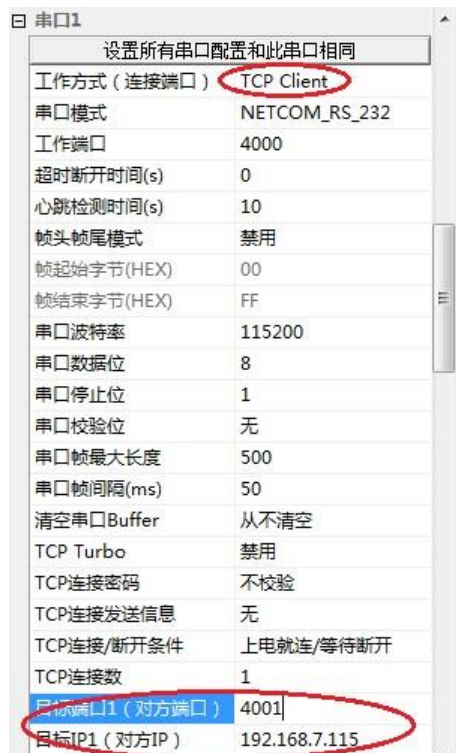 串口1
设置所有串口配置和此串口相同
工作方式（连接端口） TCP Client
串口模式 NETCOM_RS_232
工作端口 4000
超时断开时间(s) 0
心跳检测时间(s) 10
帧头帧尾模式 禁用
帧起始字节(HEX) 00
帧结束字节(HEX) FF
串口波特率 115200
串口数据位 8
串口停止位 1
串口校验位 无
串口帧最大长度 500
串口帧间隔(ms) 50
清空串口Buffer 从不清空
TCP Turbo 禁用
TCP连接密码 不校验
TCP连接发送信息 无
TCP连接/断开条件 上电就连/等待断开
TCP连接数 1
目标端口1（对方端口） 4001
目标IP1（对方IP） 192.168.7.115